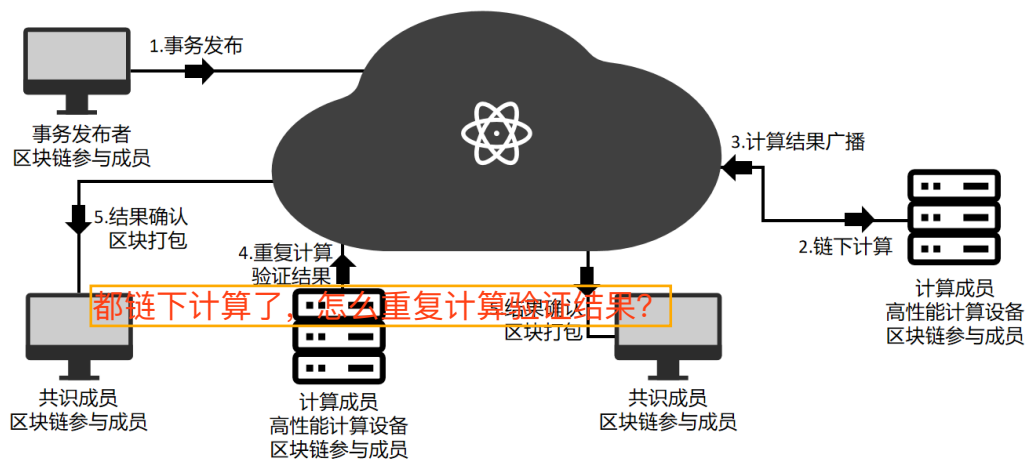 1.事务发布
事务发布者
区块链参与成员
3.计算结果广播
2.链下计算
计算成员
高性能计算设备
区块链参与成员
5.结果确认
区块打包
4.重复计算
验证结果
都链下计算了，怎么重复计算验证结果？
5.结果确认
区块打包
共识成员
区块链参与成员
计算成员
高性能计算设备
区块链参与成员
共识成员
区块链参与成员